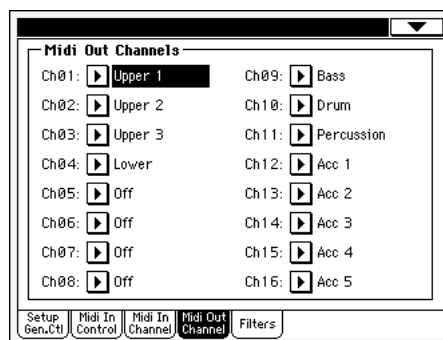 Midi Out Channels
Ch01: Upper 1
Ch02: Upper 2
Ch03: Upper 3
Ch04: Lower
Ch05: Off
Ch06: Off
Ch07: Off
Ch08: Off
Ch09: Bass
Ch10: Drum
Ch11: Percussion
Ch12: Acc 1
Ch13: Acc 2
Ch14: Acc 3
Ch15: Acc 4
Ch16: Acc 5
Setup
Gen.Ctl
Midi In
Control
Midi In
Channel
Midi Out
Channel
Filters